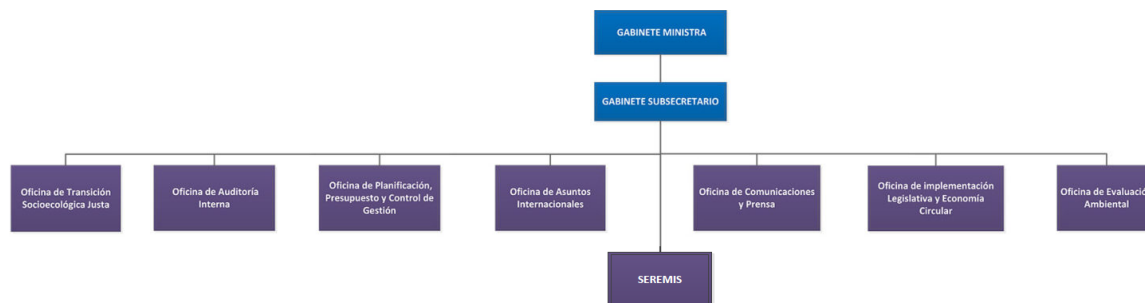 GABINETE MINISTRA
GABINETE SUBSECRETARIO
Oficina de Transición
Socioecológica Justa
Oficina de Auditoría
Interna
Oficina de Planificación,
Presupuesto y Control de
Gestión
Oficina de Asuntos
Internacionales
Oficina de Comunicaciones
y Prensa
Oficina de implementación
Legislativa y Economía
Circular
Oficina de Evaluació
Ambiental
SEREMIS